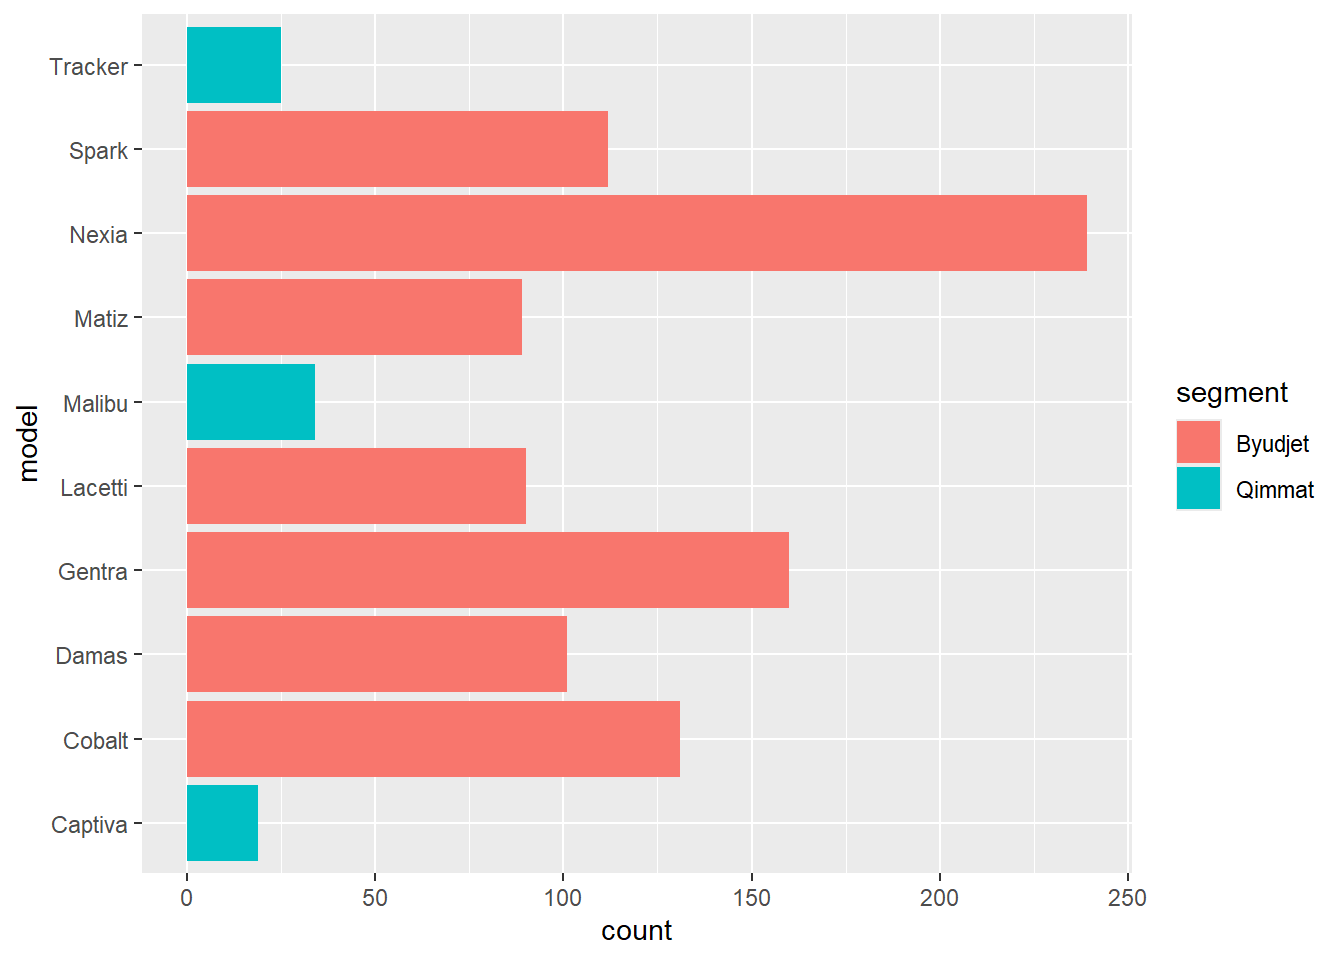 Tracker
Spark
Nexia
Matiz
Malibu
Lacetti
Gentra
Damas
Cobalt
Captiva
model
0 50 100 150 200 250
count
segment
Byudjet
Qimmat